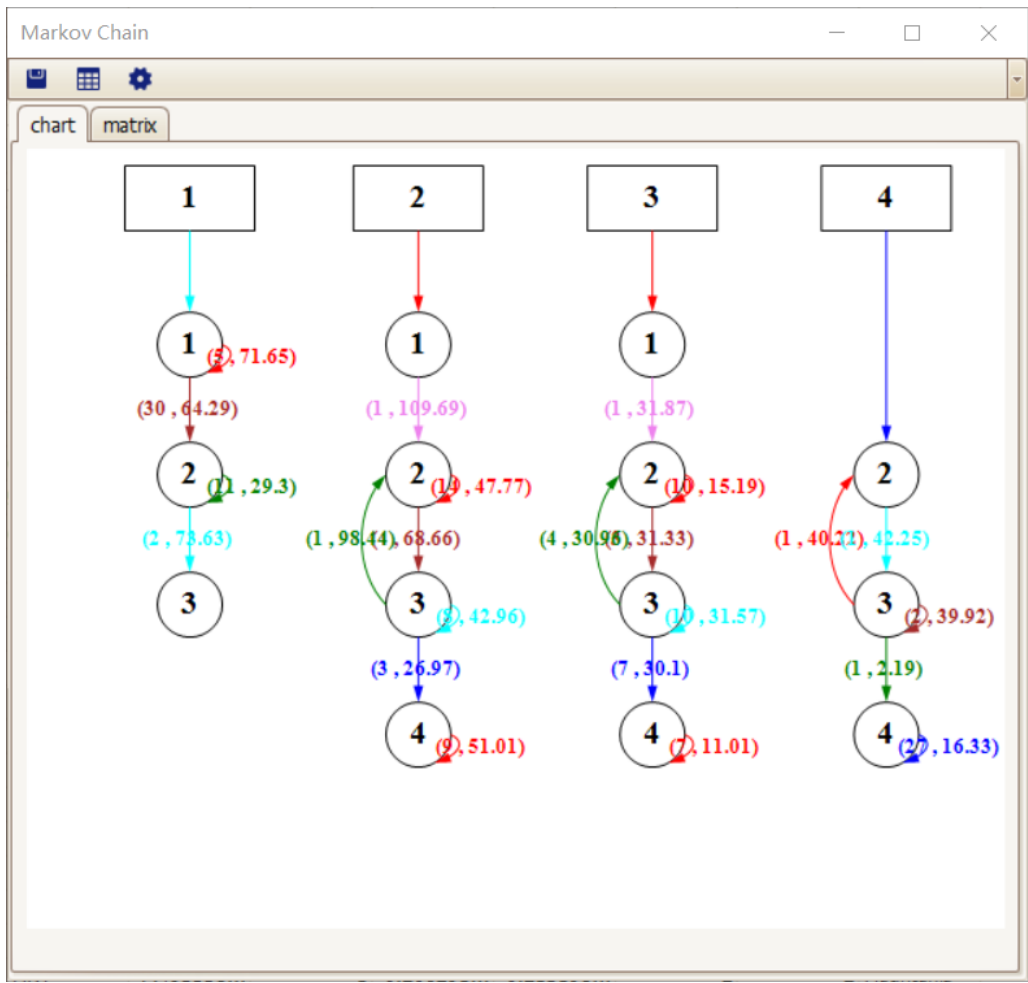 Markov Chain
chart matrix
1 2 3 4
1 1 1
(5 , 71.65)
(30 , 64.29) (1 , 109.69) (1 , 31.87)
2 2 2 2
(11 , 29.3) (14 , 47.77) (10 , 15.19)
(2 , 73.63) (1 , 98.44) , 68.66) (4 , 30.96) , 31.33) (1 , 40.22) , 42.25)
3 3 3 3
, 42.96) (10 , 31.57) (2 , 39.92)
(3 , 26.97) (7 , 30.1) (1 , 2.19)
4 4 4
(9 , 51.01) (7 , 11.01) (27 , 16.33)